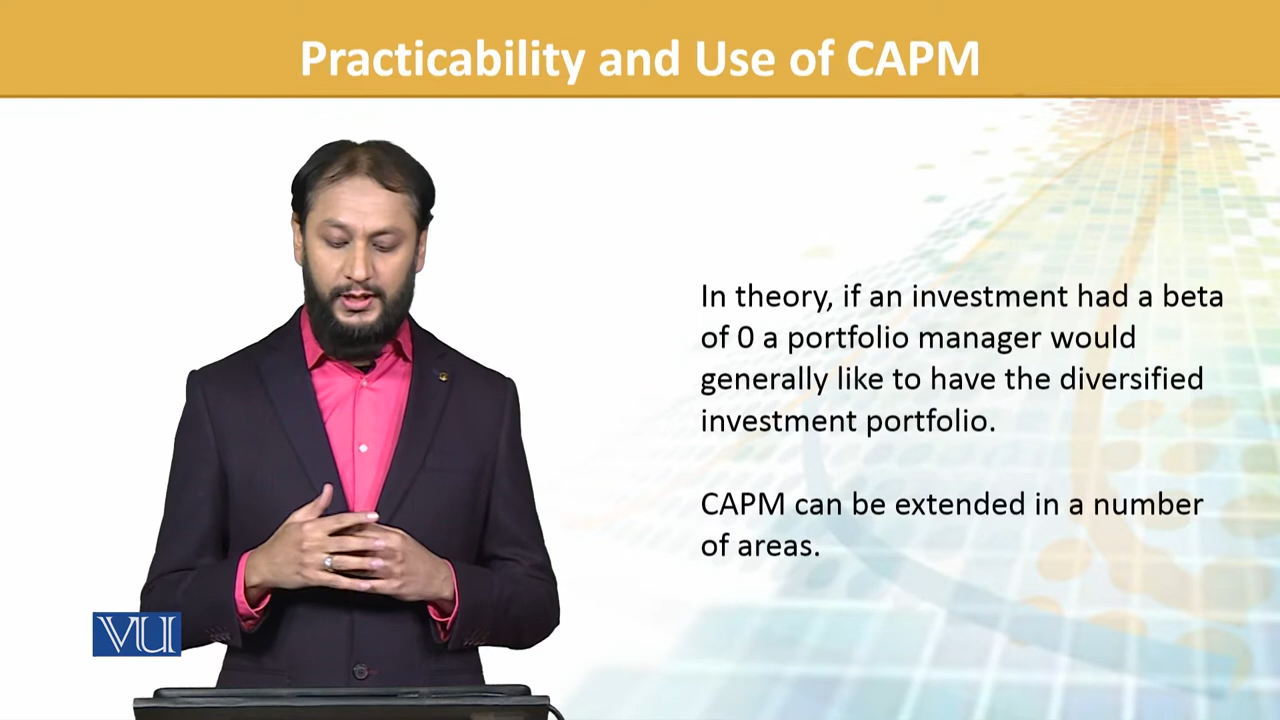 Practicability and Use of CAPM
In theory, if an investment had a beta
of 0 a portfolio manager would
generally like to have the diversified
investment portfolio.
CAPM can be extended in a number
of areas.
VU